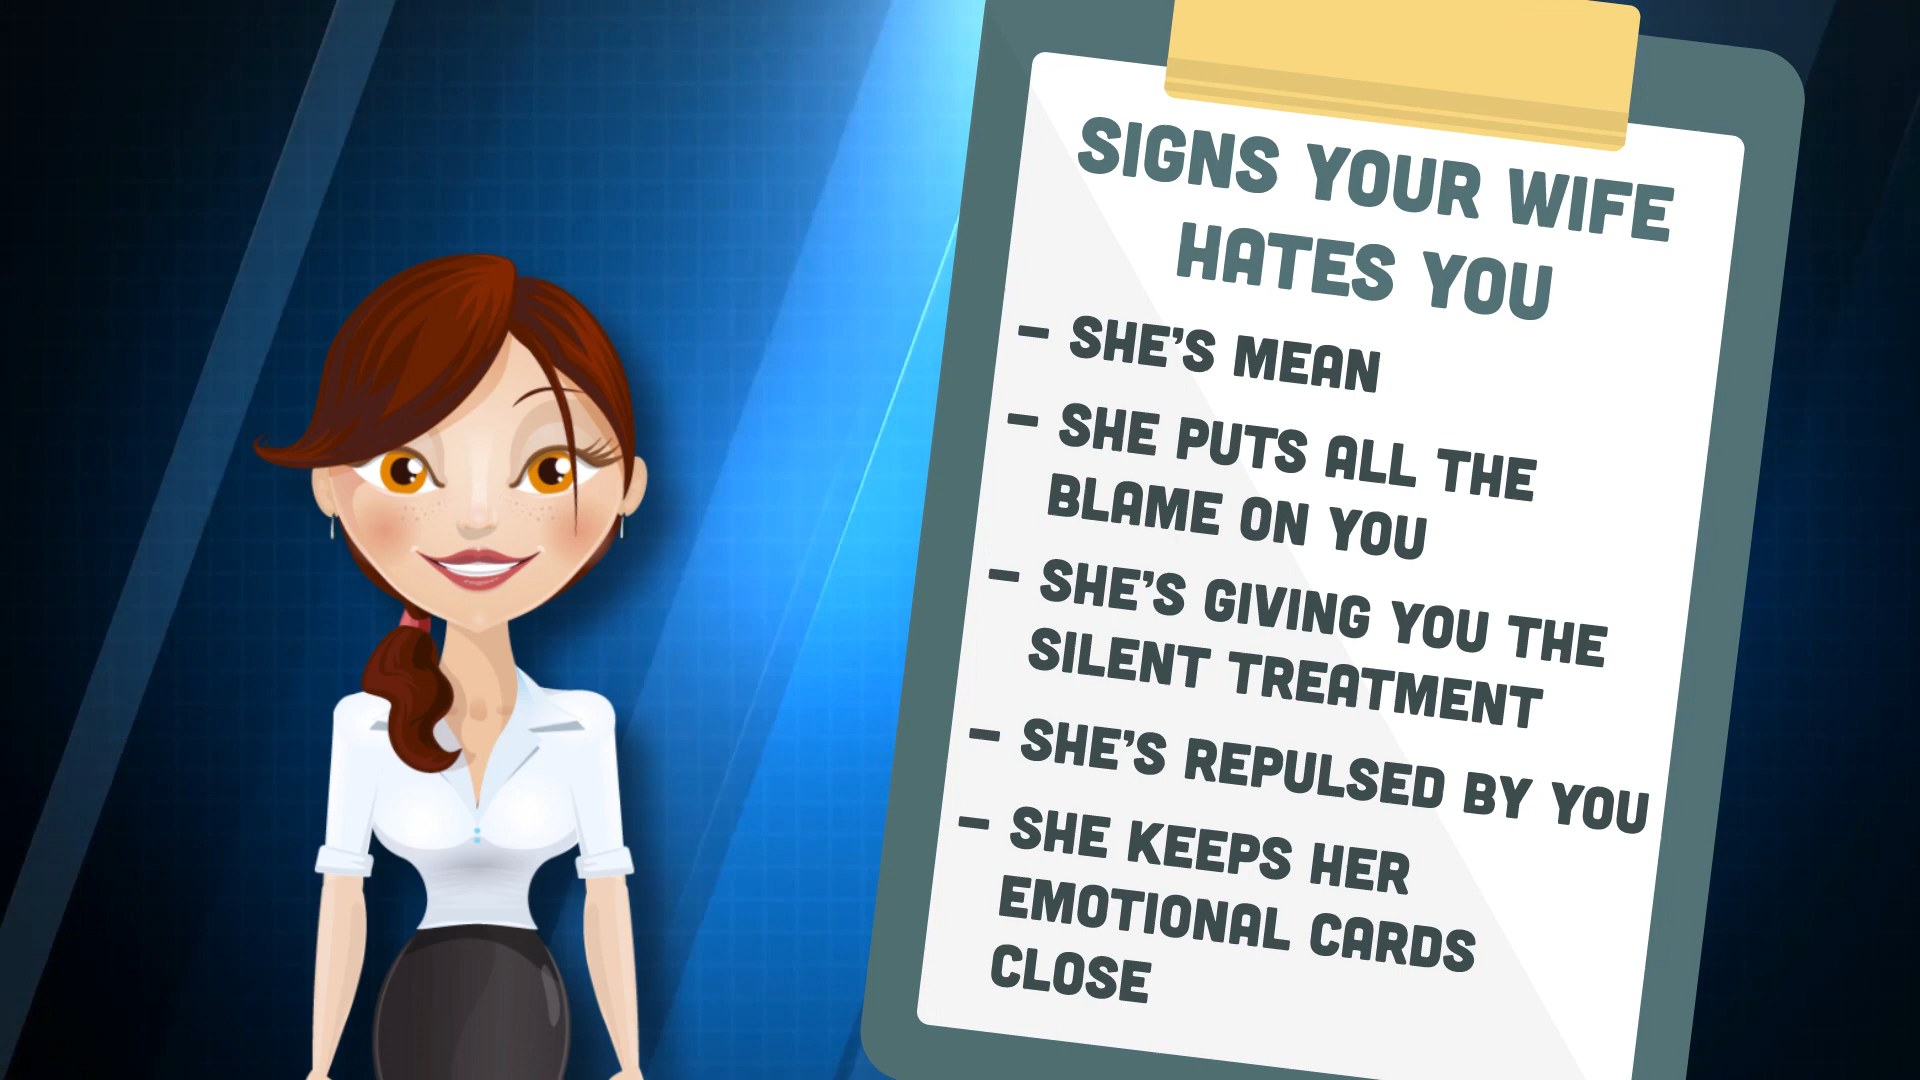 SIGNS YOUR WIFE
HATES YOU
- SHE'S MEAN
- SHE PUTS ALL THE
BLAME ON YOU
- SHE'S GIVING YOU THE
SILENT TREATMENT
- SHE'S REPULSED BY YOU
- SHE KEEPS HER
EMOTIONAL CARDS
CLOSE